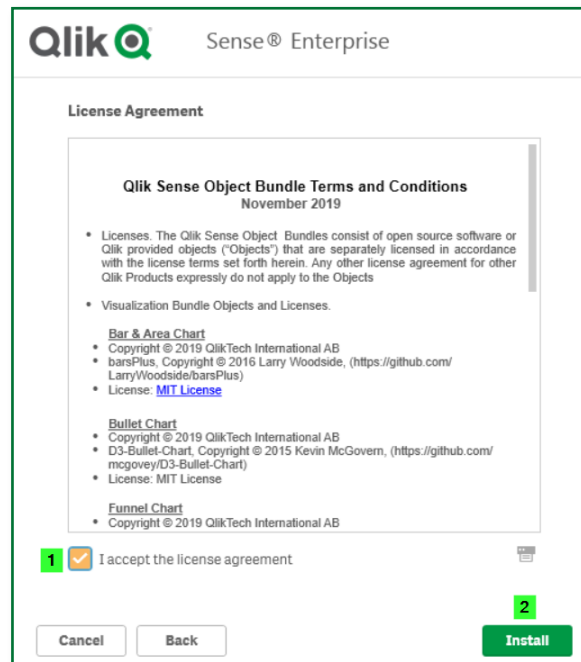 Qlik Sense® Enterprise
License Agreement
Qlik Sense Object Bundle Terms and Conditions
November 2019
• Licenses. The Qlik Sense Object Bundles consist of open source software or
Qlik provided objects (“Objects”) that are separately licensed in accordance
with the license terms set forth herein. Any other license agreement for other
Qlik Products expressly do not apply to the Objects
• Visualization Bundle Objects and Licenses.
Bar & Area Chart
• Copyright © 2019 QlikTech International AB
• barsPlus, Copyright © 2016 Larry Woodside, (https://github.com/
LarryWoodside/barsPlus)
• License: MIT License
Bullet Chart
• Copyright © 2019 QlikTech International AB
• D3-Bullet-Chart, Copyright © 2015 Kevin McGovern, (https://github.com/
mcgovey/D3-Bullet-Chart)
• License: MIT License
Funnel Chart
• Copyright © 2019 QlikTech International AB
1 I accept the license agreement
2
Cancel Back Install